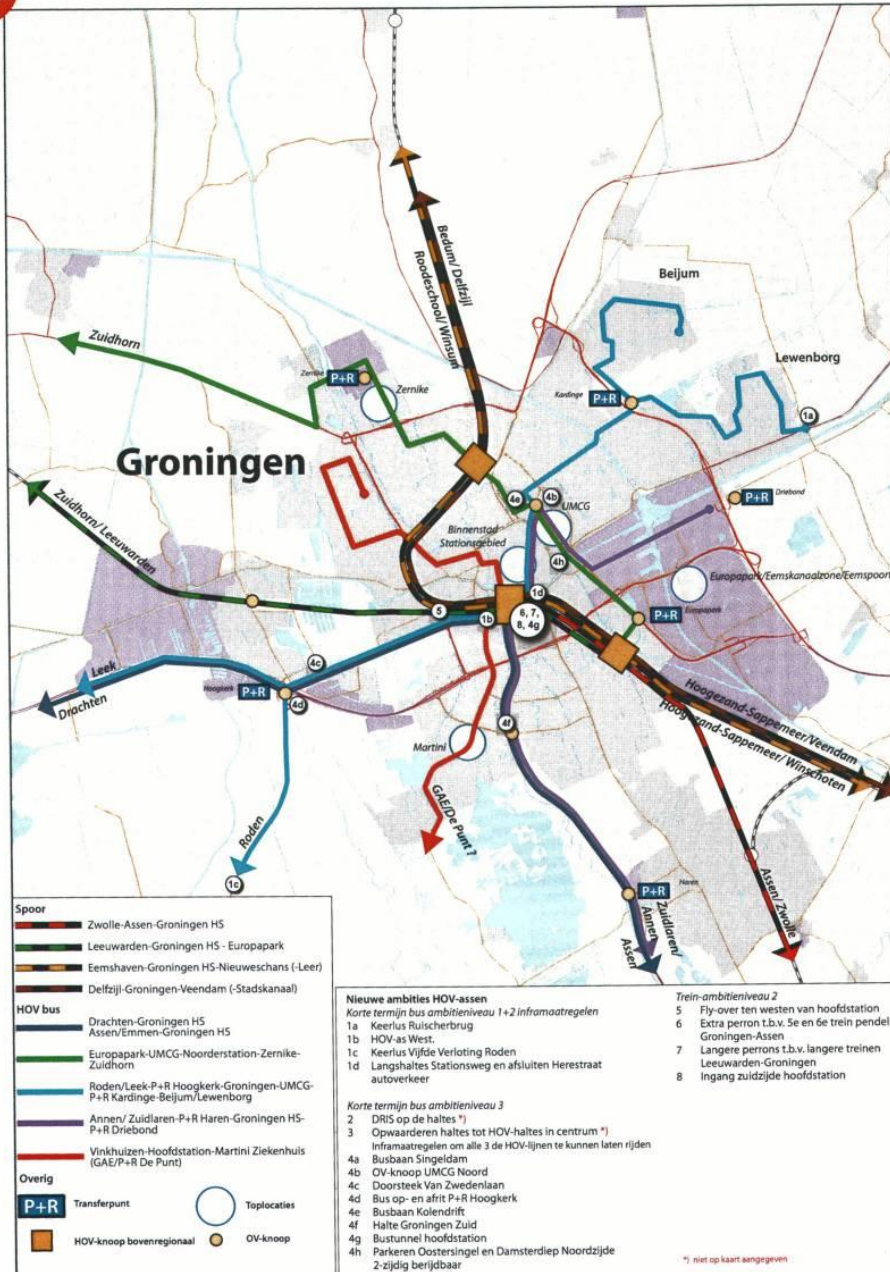 Bedum/ Delfzijl
Roodeschool/ Winsum
Beijum
Zuidhorn
Lewenborg
Zernike
P+R
Zernike
Kardinge
P+R
1a
Groningen
4e
4b
UMCG
P+R
Driebond
Zuidhorn/ Leeuwarden
Binnenstad
Stationsgebied
4h
Europapark/Eemskanaalzone/Eemspoort
1d
5
6, 7,
8, 4g
1b
P+R
Europapark
4c
Leek
Drachten
Hoogkerk
P+R
4d
Hoogezand-Sappemeer/Veendam
Hoogezand-Sappemeer/ Winschoten
4f
Martini
GAE/De Punt ?
Roden
1c
P+R
Haren
Zuidlaren/
Annen
Assen
Assen/ Zwolle
Spoor
Zwolle-Assen-Groningen HS
Leeuwarden-Groningen HS - Europapark
Eemshaven-Groningen HS-Nieuweschans (-Leer)
Delfzijl-Groningen-Veendam (-Stadskanaal)
HOV bus
Drachten-Groningen HS
Assen/Emmen-Groningen HS
Europapark-UMCG-Noorderstation-Zernike-
Zuidhorn
Roden/Leek-P+R Hoogkerk-Groningen-UMCG-
P+R Kardinge-Beijum/Lewenborg
Annen/ Zuidlaren-P+R Haren-Groningen HS-
P+R Driebond
Vinkhuizen-Hoofdstation-Martini Ziekenhuis
(GAE/P+R De Punt)
Overig
P+R Transferpunt
Toplocaties
HOV-knoop bovenregionaal
OV-knoop
Nieuwe ambities HOV-assen
Korte termijn bus ambitieniveau 1+2 inframaatregelen
1a Keerlus Ruischerbrug
1b HOV-as West.
1c Keerlus Vijfde Verloting Roden
1d Langshaltes Stationsweg en afsluiten Herestraat
autoverkeer
Korte termijn bus ambitieniveau 3
2 DRIS op de haltes *)
3 Opwaarderen haltes tot HOV-haltes in centrum *)
Inframaatregelen om alle 3 de HOV-lijnen te kunnen laten rijden
4a Busbaan Singeldam
4b OV-knoop UMCG Noord
4c Doorsteek Van Zwedenlaan
4d Bus op- en afrit P+R Hoogkerk
4e Busbaan Kolendrift
4f Halte Groningen Zuid
4g Bustunnel hoofdstation
4h Parkeren Oostersingel en Damsterdiep Noordzijde
2-zijdig berijdbaar
Trein-ambitieniveau 2
5 Fly-over ten westen van hoofdstation
6 Extra perron t.b.v. 5e en 6e trein pendel
Groningen-Assen
7 Langere perrons t.b.v. langere treinen
Leeuwarden-Groningen
8 Ingang zuidzijde hoofdstation
*) niet op kaart aangegeven